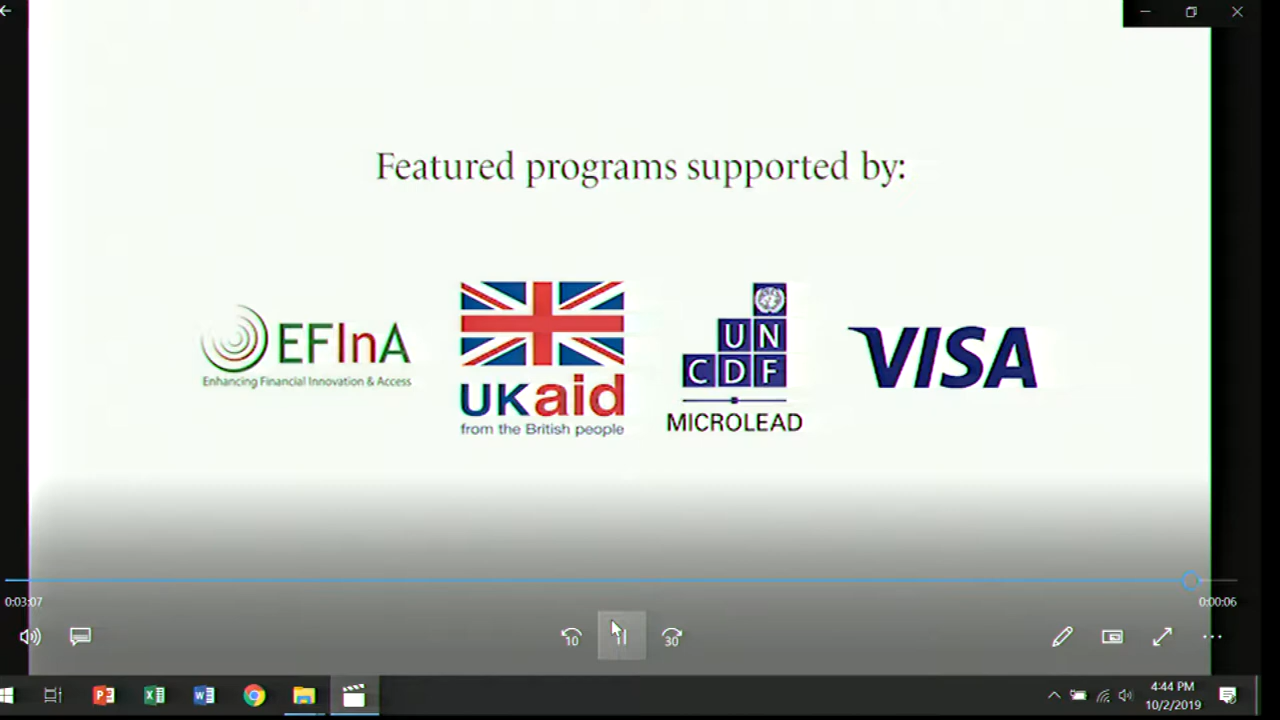 Featured programs supported by:
EFInA
Enhancing Financial Innovation & Access
UKaid
from the British people
UN
CDF
MICROLEAD
VISA
0:03:07
0:00:06
10
30
4:44 PM
10/2/2019